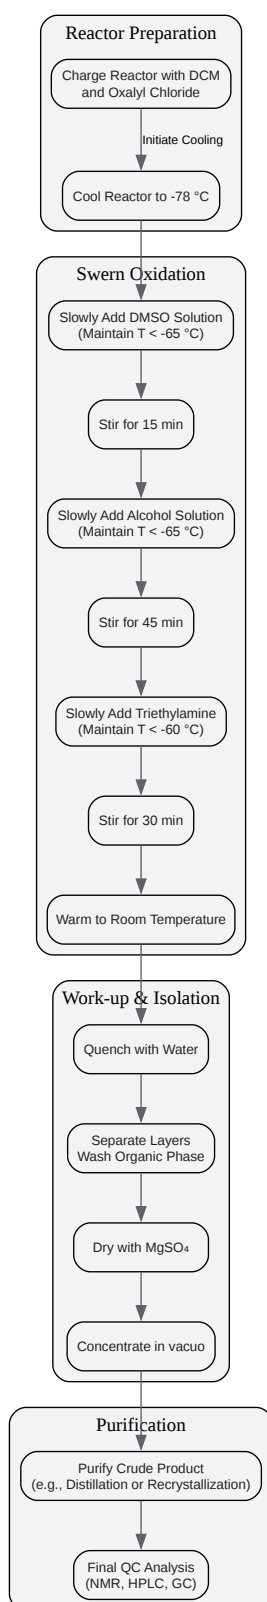 Reactor Preparation
Charge Reactor with DCM
and Oxalyl Chloride
Initiate Cooling
Cool Reactor to -78 °C
Swern Oxidation
Slowly Add DMSO Solution
(Maintain T < -65 °C)
Stir for 15 min
Slowly Add Alcohol Solution
(Maintain T < -65 °C)
Stir for 45 min
Slowly Add Triethylamine
(Maintain T < -60 °C)
Stir for 30 min
Warm to Room Temperature
Work-up & Isolation
Quench with Water
Separate Layers
Wash Organic Phase
Dry with MgSO₄
Concentrate in vacuo
Purification
Purify Crude Product
(e.g., Distillation or Recrystallization)
Final QC Analysis
(NMR, HPLC, GC)